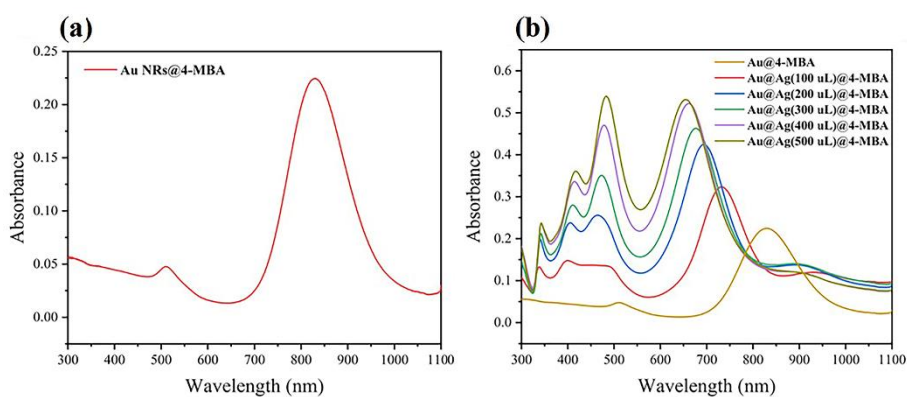 (a)
Au NRs@4-MBA
Absorbance
0.25
0.20
0.15
0.10
0.05
0.00
300 400 500 600 700 800 900 1000 1100
Wavelength (nm)
(b)
Au@4-MBA
Au@Ag(100 uL)@4-MBA
Au@Ag(200 uL)@4-MBA
Au@Ag(300 uL)@4-MBA
Au@Ag(400 uL)@4-MBA
Au@Ag(500 uL)@4-MBA
Absorbance
0.6
0.5
0.4
0.3
0.2
0.1
0.0
300 400 500 600 700 800 900 1000 1100
Wavelength (nm)